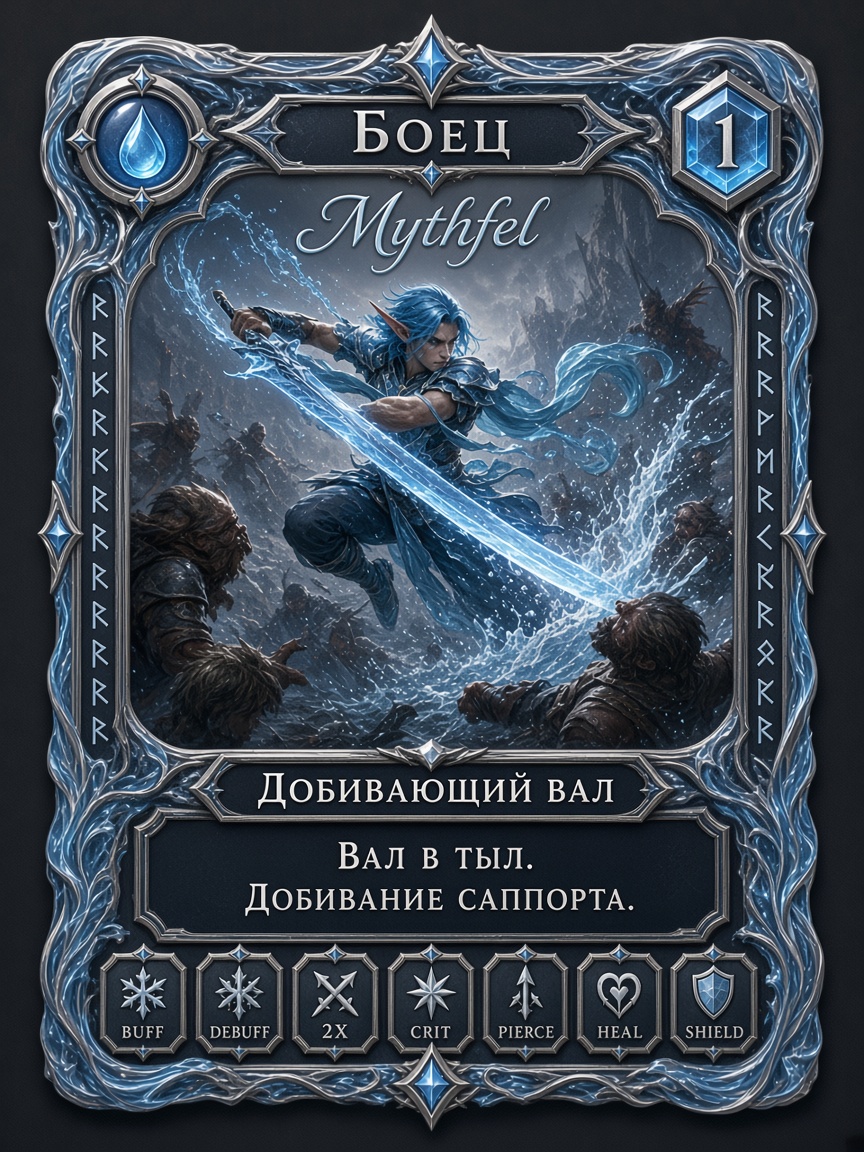 Боец
1
Mythfel
ᚱ
ᚱ
ᛕ
ᚱ
ᛕ
ᚱ
ᚱ
ᚱ
ᚱ
ᚱ
ᚱ
ᚱ
ᚱ
ᚱ
ᚱ
ᚹ
ᛖ
ᚱ
ᚲ
ᚱ
ᚱ
ᛟ
ᚱ
ᚱ
Добивающий вал
Вал в тыл.
Добивание саппорта.
BUFF
DEBUFF
2X
CRIT
PIERCE
HEAL
SHIELD